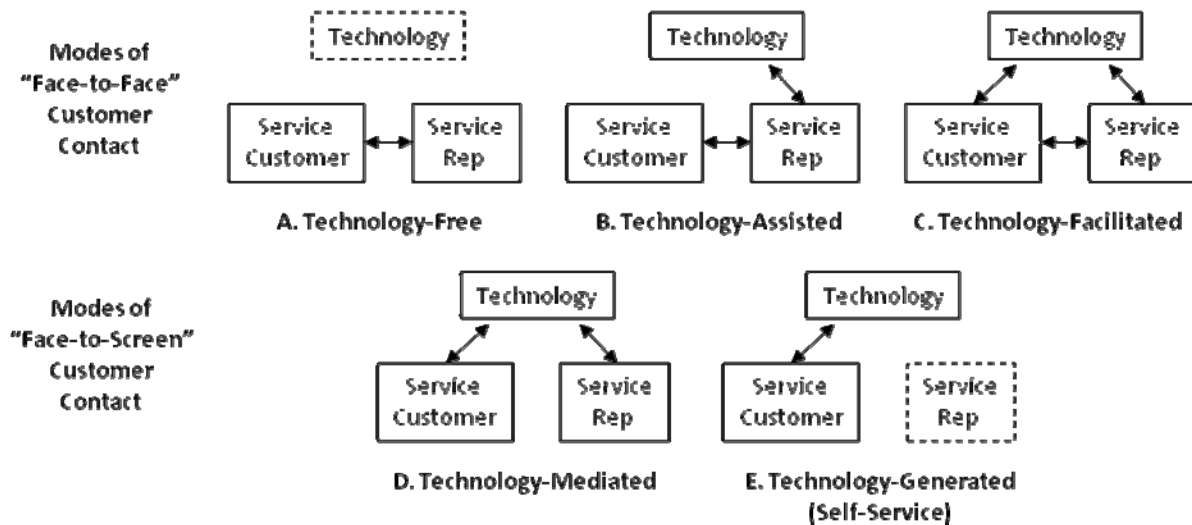 Modes of
"Face-to-Face"
Customer
Contact
Technology
Service
Customer
Service
Rep
A. Technology-Free
Technology
Service
Customer
Service
Rep
B. Technology-Assisted
Technology
Service
Customer
Service
Rep
C. Technology-Facilitated
Modes of
"Face-to-Screen"
Customer
Contact
Technology
Service
Customer
Service
Rep
D. Technology-Mediated
Technology
Service
Customer
Service
Rep
E. Technology-Generated
(Self-Service)